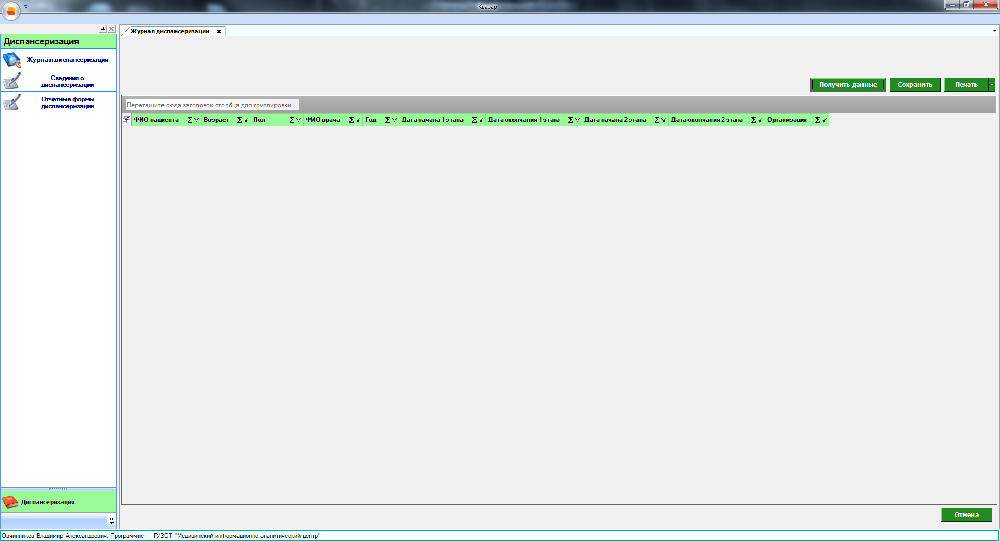 Квазар
Журнал диспансеризации
Диспансеризация
Журнал диспансеризации
Сведения о
диспансеризации
Отчетные формы
диспансеризации
Получить данные Сохранить Печать
Перетащите сюда заголовок столбца для группировки
ФИО пациента Возраст Пол ФИО врача Год Дата начала 1 этапа Дата окончания 1 этапа Дата начала 2 этапа Дата окончания 2 этапа Организация
Диспансеризация
Отмена
Овчинников Владимир Александрович, Программист, , ГУЗОТ "Медицинский информационно-аналитический центр"